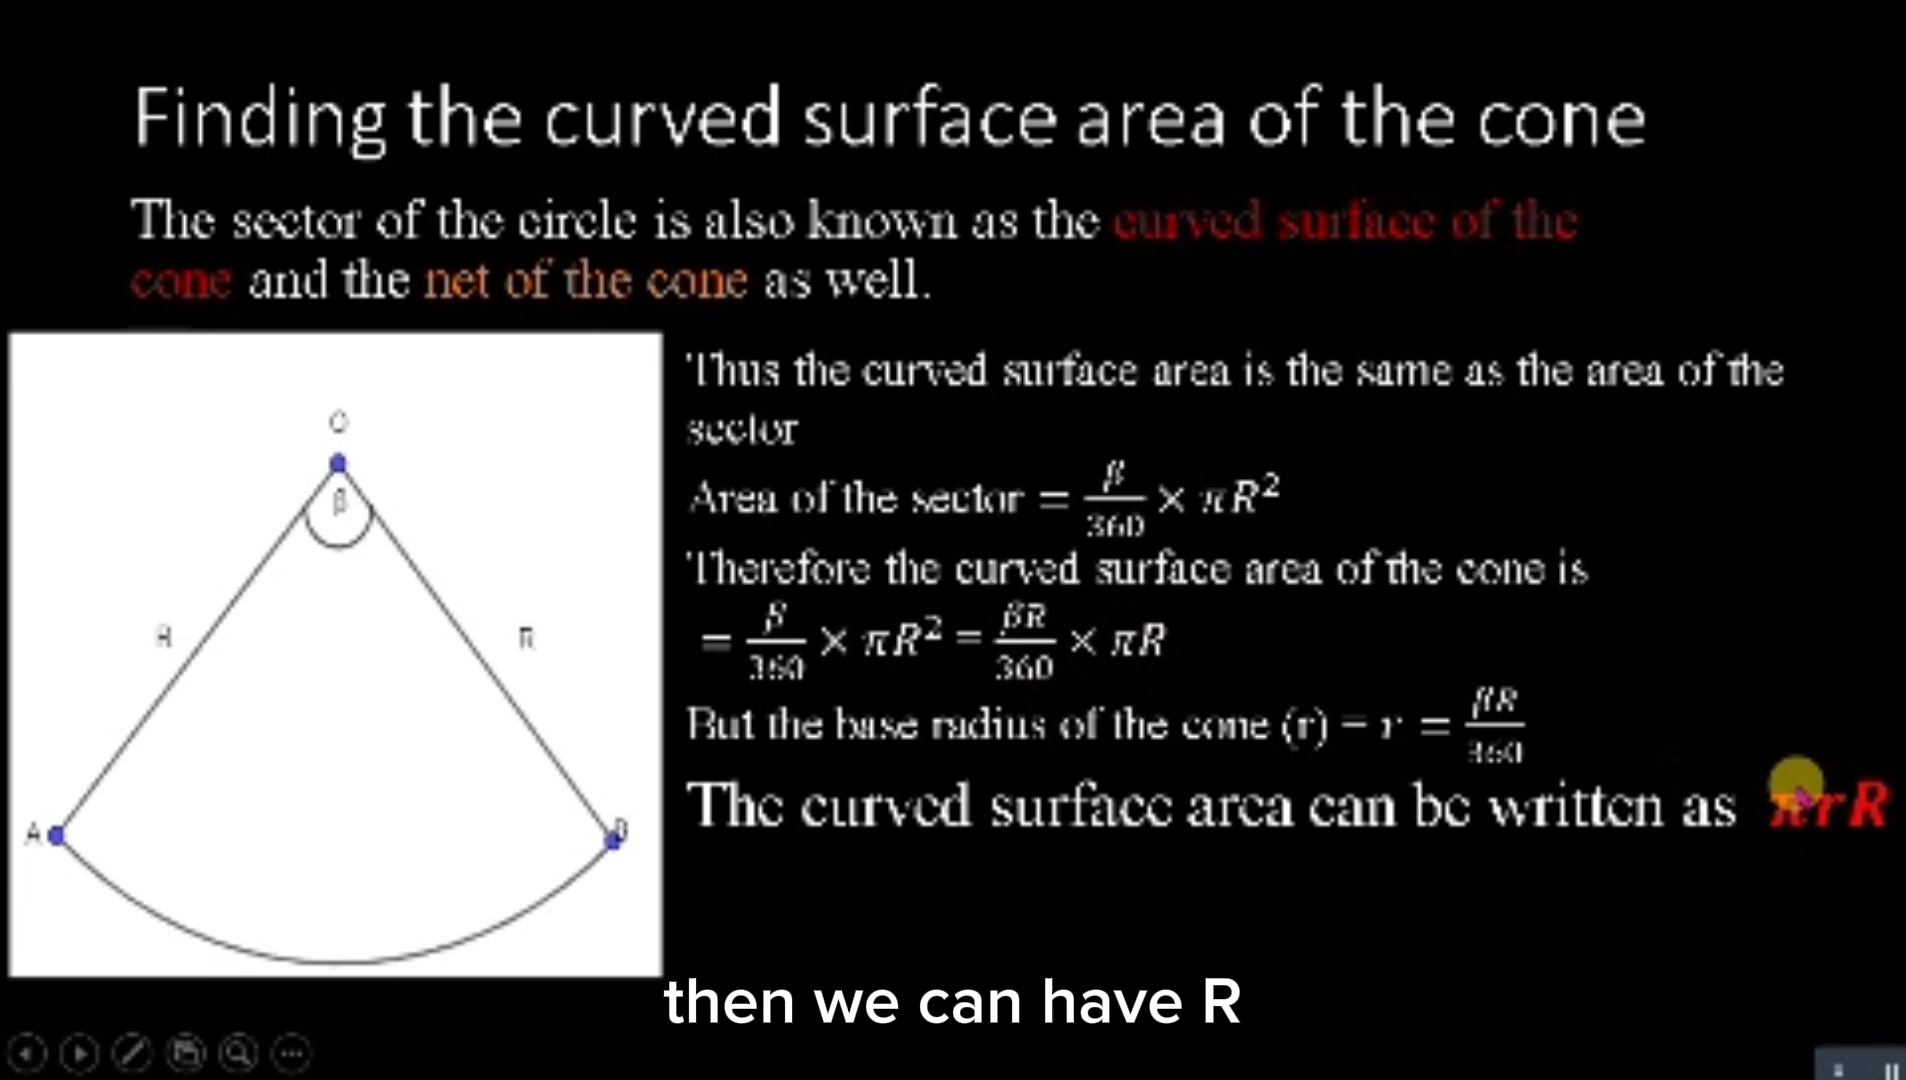 Finding the curved surface area of the cone
The sector of the circle is also known as the curved surface of the
cone and the net of the cone as well.
Thus the curved surface area is the same as the area of the
sector
Area of the sector = β/360 × πR²
Therefore the curved surface area of the cone is
= β/360 × πR² = βR/360 × πR
But the base radius of the cone (r) = r = βR/360
The curved surface area can be written as πrR
O
β
R R
A B
then we can have R